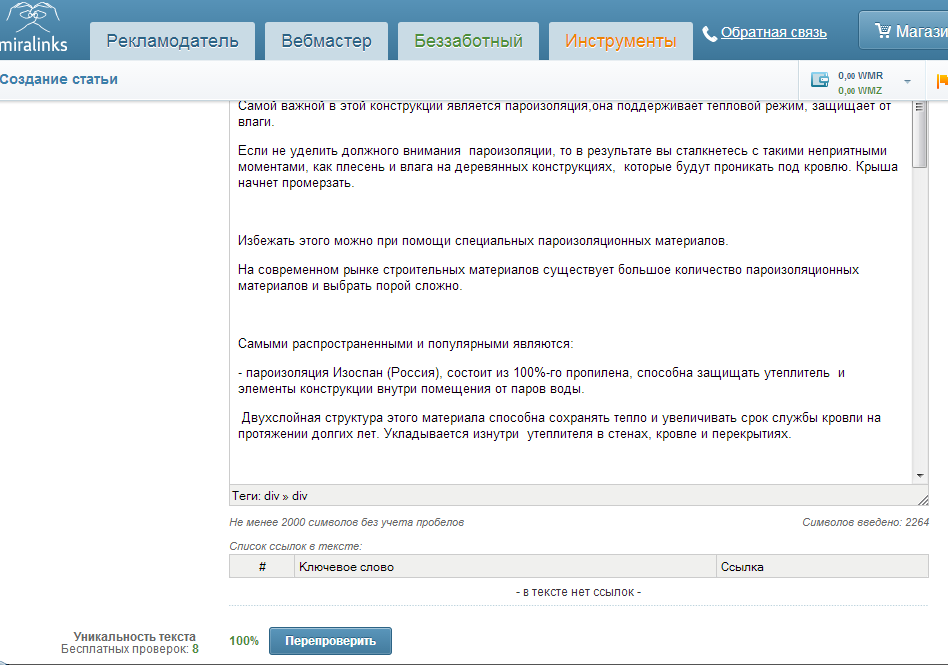 miralinks
Рекламодатель
Вебмастер
Беззаботный
Инструменты
Обратная связь
Магази
Создание статьи
0,00 WMR
0,00 WMZ
Самой важной в этой конструкции является пароизоляция,она поддерживает тепловой режим, защищает от
влаги.
Если не уделить должного внимания  пароизоляции, то в результате вы сталкнетесь с такими неприятными
моментами, как плесень и влага на деревянных конструкциях,  которые будут проникать под кровлю. Крыша
начнет промерзать.
Избежать этого можно при помощи специальных пароизоляционных материалов.
На современном рынке строительных материалов существует большое количество пароизоляционных
материалов и выбрать порой сложно.
Самыми распространенными и популярными являются:
- пароизоляция Изоспан (Россия), состоит из 100%-го пропилена, способна защищать утеплитель  и
элементы конструкции внутри помещения от паров воды.
Двухслойная структура этого материала способна сохранять тепло и увеличивать срок службы кровли на
протяжении долгих лет. Укладывается изнутри  утеплителя в стенах, кровле и перекрытиях.
Теги: div » div
Не менее 2000 символов без учета пробелов
Символов введено: 2264
Список ссылок в тексте:
# Ключевое слово Ссылка
- в тексте нет ссылок -
Уникальность текста
Бесплатных проверок: 8
100%
Перепроверить